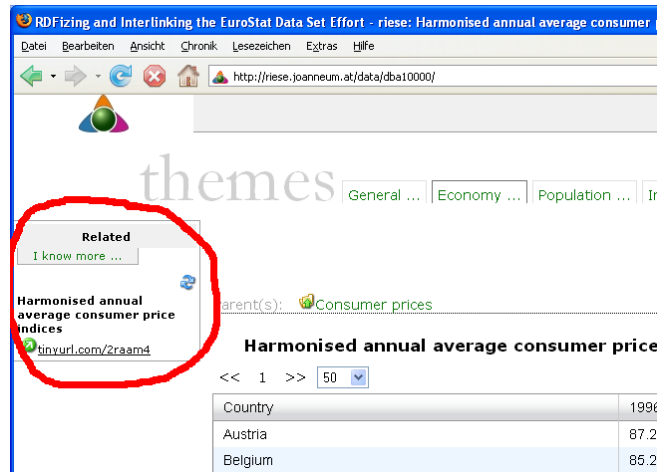 RDFizing and Interlinking the EuroStat Data Set Effort - riese: Harmonised annual average consumer
Datei Bearbeiten Ansicht Chronik Lesezeichen Extras Hilfe
http://riese.joanneum.at/data/dba10000/
themes
General ... Economy ... Population ...
Related
I know more ...
Harmonised annual
average consumer price
indices
tinyurl.com/2raam4
Parent(s): Consumer prices
Harmonised annual average consumer price
<< 1 >> 50
Country 1996
Austria 87.2
Belgium 85.2